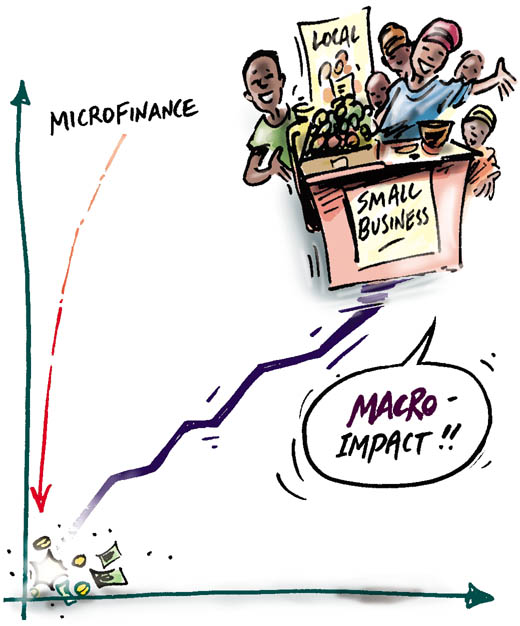 LOCAL
MICROFINANCE
SMALL
BUSINESS
MACRO -
IMPACT !!